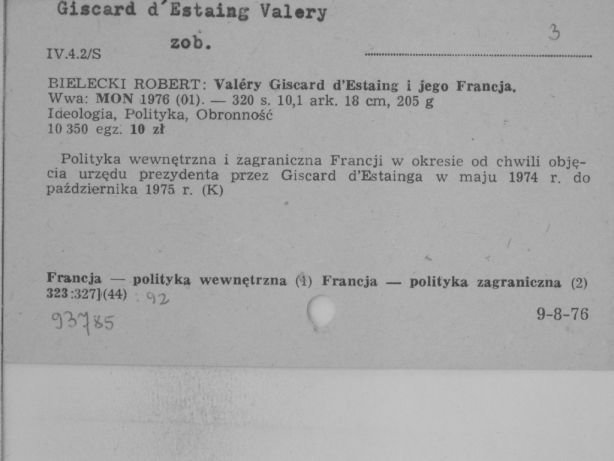 Giscard d'Estaing Valery
zob.
3
IV.4.2/S
BIELECKI ROBERT: Valéry Giscard d'Estaing i jego Francja.
Wwa: MON 1976 (01). — 320 s. 10,1 ark. 18 cm, 205 g
Ideologia, Polityka, Obronność
10 350 egz. 10 zł
Polityka wewnętrzna i zagraniczna Francji w okresie od chwili obję-
cia urzędu prezydenta przez Giscard d'Estainga w maju 1974 r. do
października 1975 r. (K)
Francja — polityka wewnętrzna (1) Francja — polityka zagraniczna (2)
323:327](44) : 92
93785
9-8-76